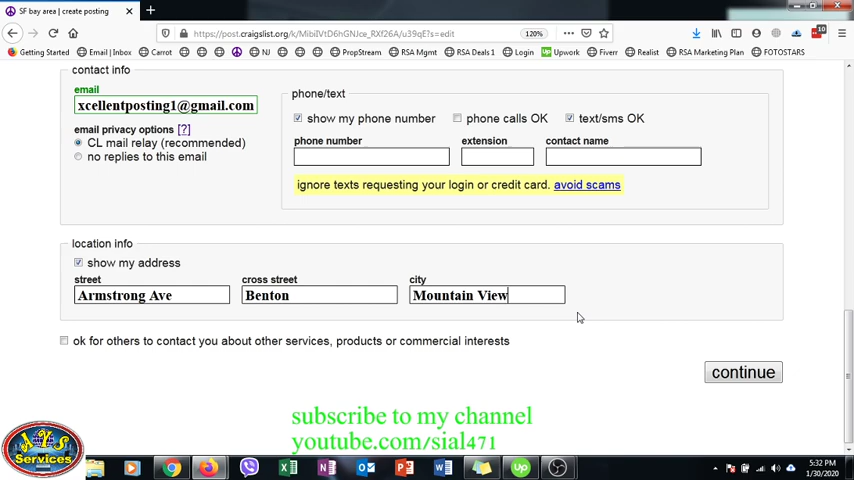 SF bay area | create posting
https://post.craigslist.org/k/MibiIVtD6hGNJce_RXf26A/u39qE?s=edit
120%
10
Getting Started
Email | Inbox
Carrot
NJ
PropStream
RSA Mgmt
RSA Deals 1
Login
Up Upwork
Fiverr
Realist
RSA Marketing Plan
FOTOSTARS
contact info
email
xcellentposting1@gmail.com
email privacy options [?]
CL mail relay (recommended)
no replies to this email
phone/text
show my phone number
phone calls OK
text/sms OK
phone number
extension
contact name
ignore texts requesting your login or credit card. avoid scams
location info
show my address
street
cross street
city
Armstrong Ave
Benton
Mountain View
ok for others to contact you about other services, products or commercial interests
continue
subscribe to my channel
youtube.com/sial471
AYS
Services
5:32 PM
1/30/2020